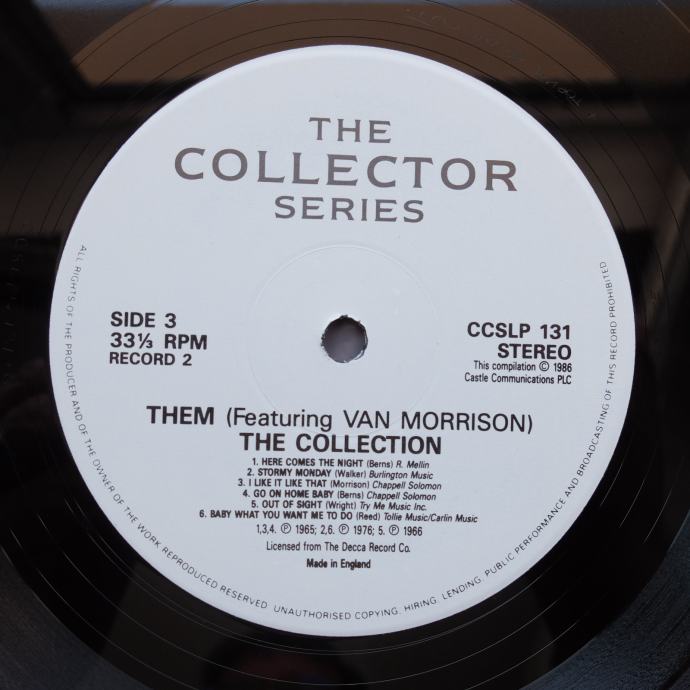 THE
COLLECTOR
SERIES
SIDE 3
33⅓ RPM
RECORD 2
CCSLP 131
STEREO
This compilation © 1986
Castle Communications PLC
THEM (Featuring VAN MORRISON)
THE COLLECTION
1. HERE COMES THE NIGHT (Berns) R. Mellin
2. STORMY MONDAY (Walker) Burlington Music
3. I LIKE IT LIKE THAT (Morrison) Chappell Solomon
4. GO ON HOME BABY (Berns) Chappell Solomon
5. OUT OF SIGHT (Wright) Try Me Music Inc.
6. BABY WHAT YOU WANT ME TO DO (Reed) Tollie Music/Carlin Music
1,3,4. ℗ 1965; 2,6. ℗ 1976; 5. ℗ 1966
Licensed from The Decca Record Co.
Made in England
ALL RIGHTS OF THE PRODUCER AND OF THE OWNER OF THE WORK REPRODUCED RESERVED. UNAUTHORISED COPYING, HIRING, LENDING, PUBLIC PERFORMANCE AND BROADCASTING OF THIS RECORD PROHIBITED